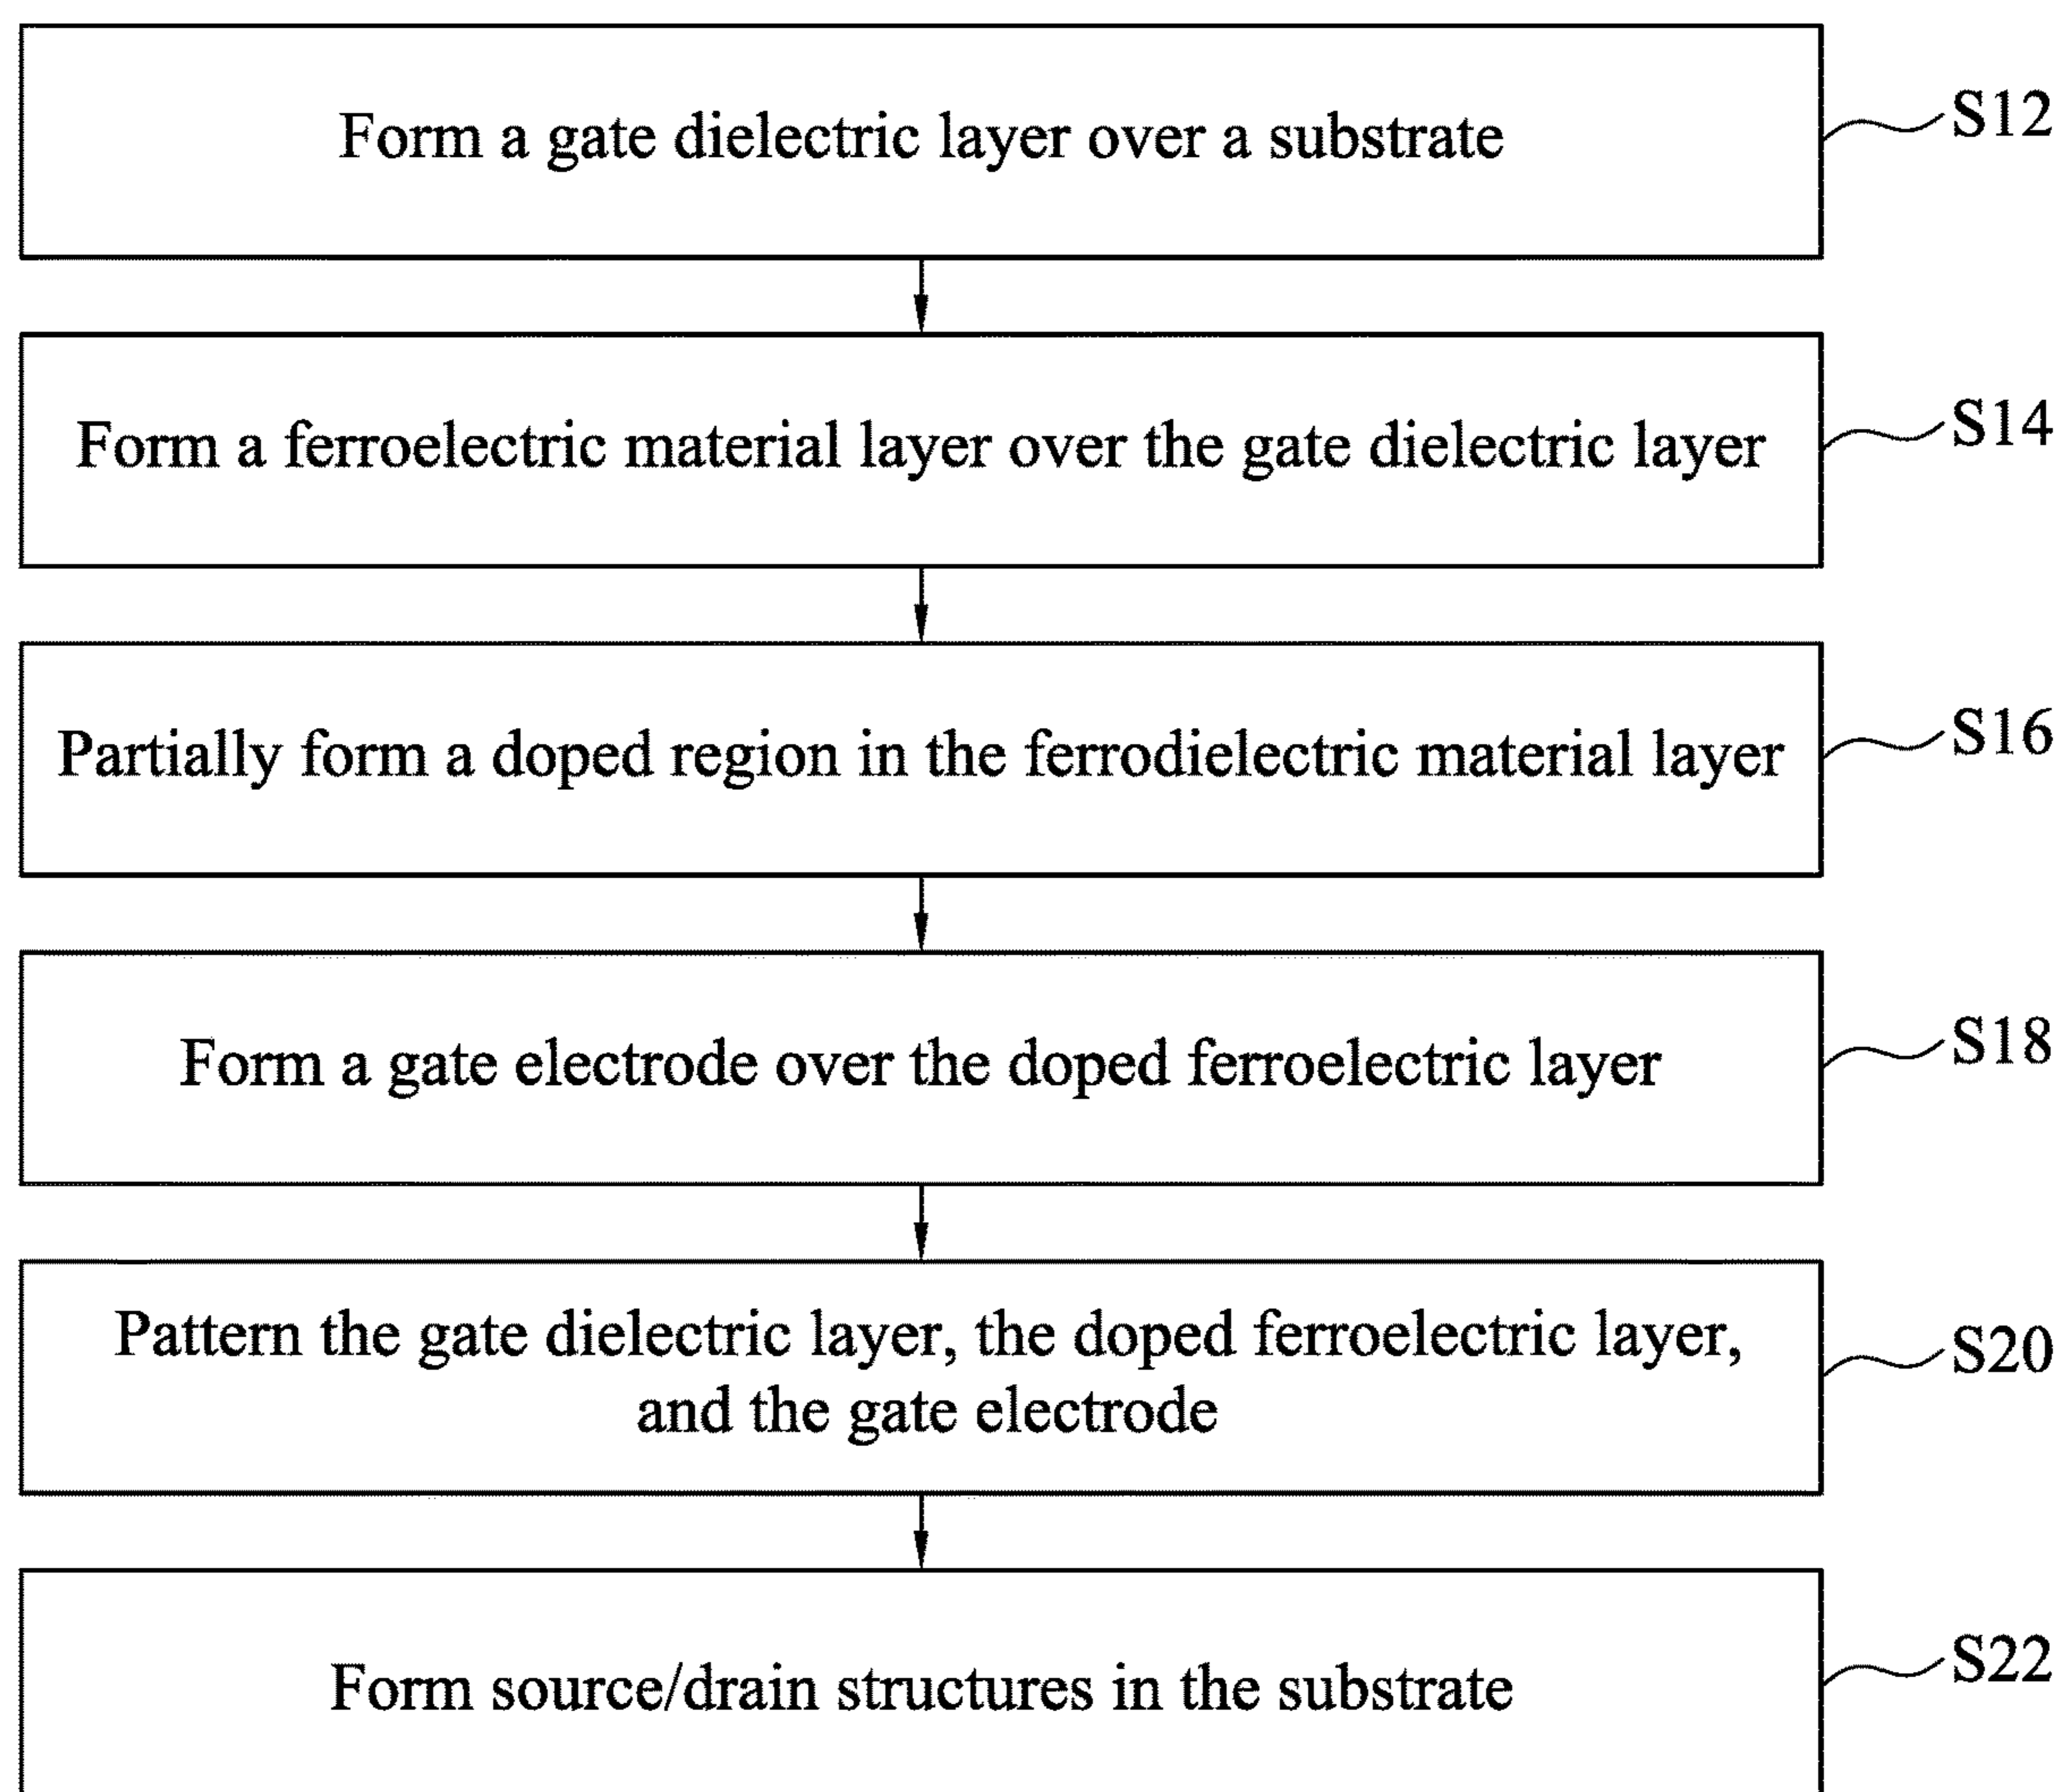 Form a gate dielectric layer over a substrate
S12
Form a ferroelectric material layer over the gate dielectric layer
S14
Partially form a doped region in the ferrodielectric material layer
S16
Form a gate electrode over the doped ferroelectric layer
S18
Pattern the gate dielectric layer, the doped ferroelectric layer,
and the gate electrode
S20
Form source/drain structures in the substrate
S22